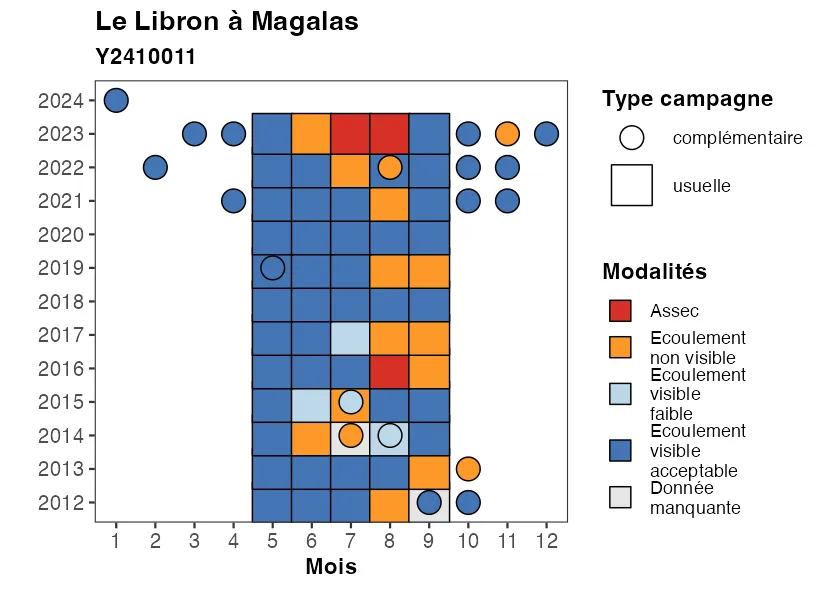 Le Libron à Magalas
Y2410011
2024
2023
2022
2021
2020
2019
2018
2017
2016
2015
2014
2013
2012
1 2 3 4 5 6 7 8 9 10 11 12
Mois
Type campagne
complémentaire
usuelle
Modalités
Assec
Ecoulement
non visible
Ecoulement
visible
faible
Ecoulement
visible
acceptable
Donnée
manquante